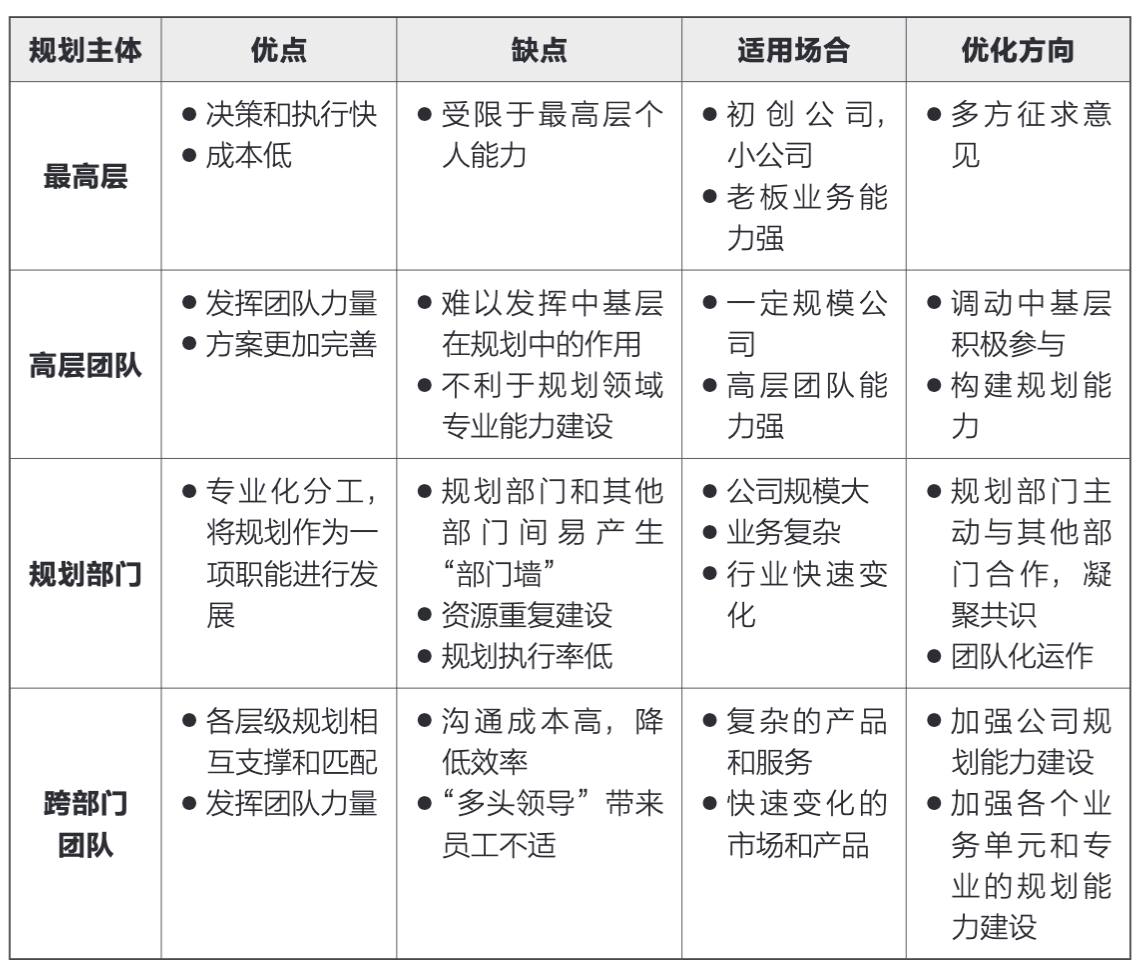 规划主体
优点
缺点
适用场合
优化方向
最高层
● 决策和执行快
● 成本低
● 受限于最高层个
人能力
● 初创公司，
小公司
● 老板业务能
力强
● 多方征求意
见
高层团队
● 发挥团队力量
● 方案更加完善
● 难以发挥中基层
在规划中的作用
● 不利于规划领域
专业能力建设
● 一定规模公
司
● 高层团队能
力强
● 调动中基层
积极参与
● 构建规划能
力
规划部门
● 专业化分工，
将规划作为一
项职能进行发
展
● 规划部门和其他
部门间易产生
“部门墙”
● 资源重复建设
● 规划执行率低
● 公司规模大
● 业务复杂
● 行业快速变
化
● 规划部门主
动与其他部
门合作，凝
聚共识
● 团队化运作
跨部门
团队
● 各层级规划相
互支撑和匹配
● 发挥团队力量
● 沟通成本高，降
低效率
● “多头领导”带来
员工不适
● 复杂的产品
和服务
● 快速变化的
市场和产品
● 加强公司规
划能力建设
● 加强各个业
务单元和专
业的规划能
力建设